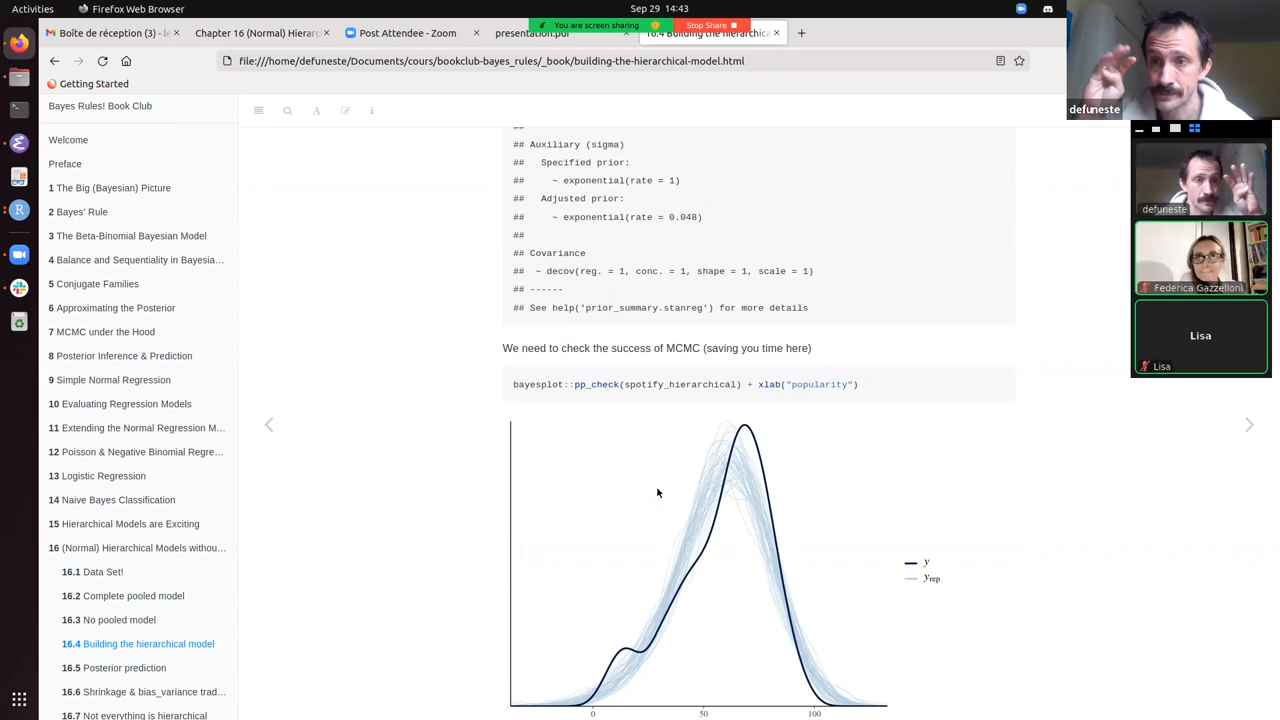 Activities
Firefox Web Browser
Sep 29 14:43
You are screen sharing
Stop Share
Boîte de réception (3) - le
Chapter 16 (Normal) Hierarc
Post Attendee - Zoom
presentation.pdf
16.4 Building the hierarchica
file:///home/defuneste/Documents/cours/bookclub-bayes_rules/_book/building-the-hierarchical-model.html
Getting Started
Bayes Rules! Book Club
Welcome
Preface
1 The Big (Bayesian) Picture
2 Bayes' Rule
3 The Beta-Binomial Bayesian Model
4 Balance and Sequentiality in Bayesia…
5 Conjugate Families
6 Approximating the Posterior
7 MCMC under the Hood
8 Posterior Inference & Prediction
9 Simple Normal Regression
10 Evaluating Regression Models
11 Extending the Normal Regression M…
12 Poisson & Negative Binomial Regre…
13 Logistic Regression
14 Naive Bayes Classification
15 Hierarchical Models are Exciting
16 (Normal) Hierarchical Models withou…
16.1 Data Set!
16.2 Complete pooled model
16.3 No pooled model
16.4 Building the hierarchical model
16.5 Posterior prediction
16.6 Shrinkage & bias_variance trad…
16.7 Not everything is hierarchical
##
## Auxiliary (sigma)
## Specified prior:
## ~ exponential(rate = 1)
## Adjusted prior:
## ~ exponential(rate = 0.048)
##
## Covariance
## ~ decov(reg. = 1, conc. = 1, shape = 1, scale = 1)
## ------
## See help('prior_summary.stanreg') for more details
We need to check the success of MCMC (saving you time here)
bayesplot::pp_check(spotify_hierarchical) + xlab("popularity")
y
yrep
0
50
100
defuneste
defuneste
Federica Gazzelloni
Lisa
Lisa